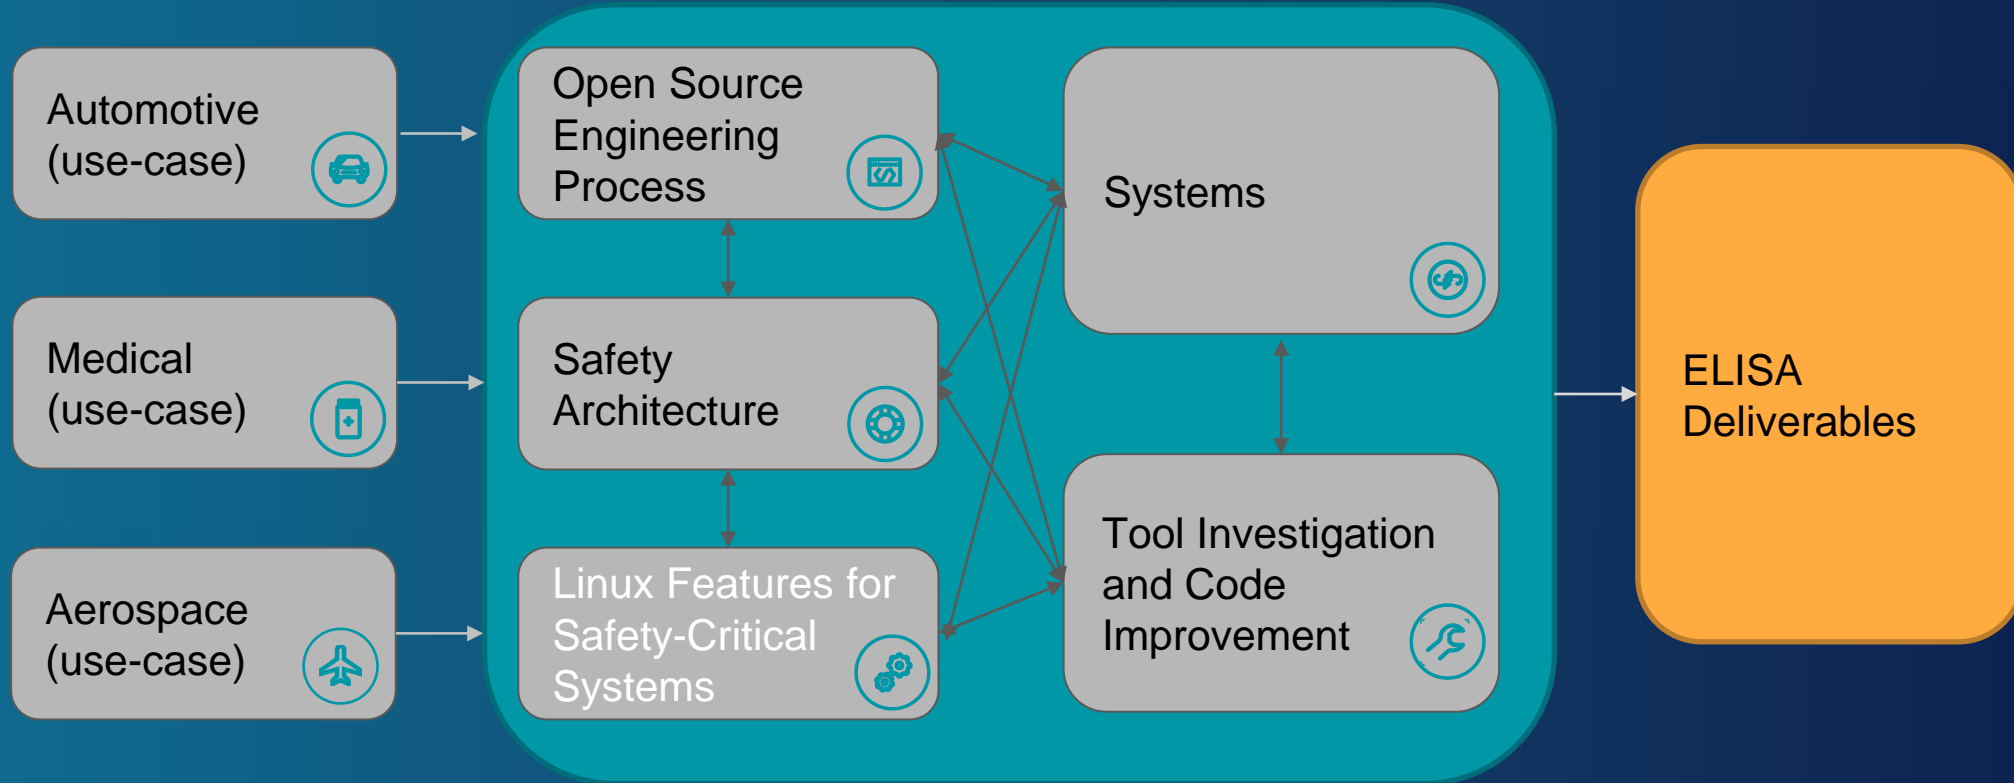 Automotive
(use-case)
Medical
(use-case)
Aerospace
(use-case)
Open Source
Engineering
Process
Safety
Architecture
Linux Features for
Safety-Critical
Systems
Systems
Tool Investigation
and Code
Improvement
ELISA
Deliverables